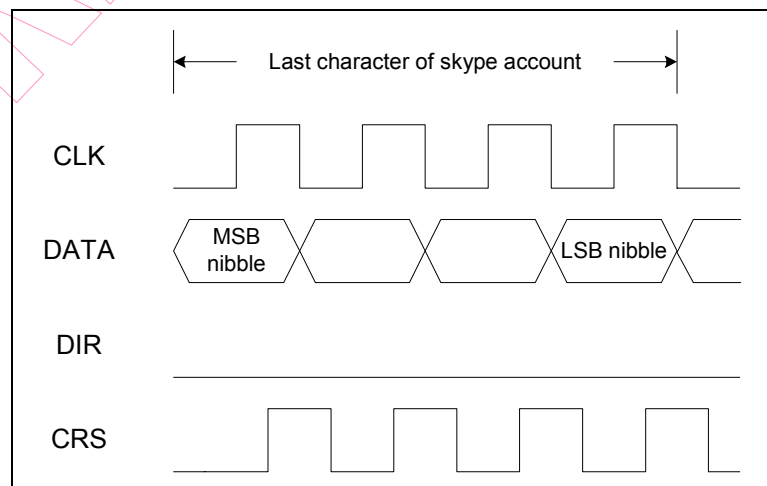 Last character of skype account
CLK
DATA
MSB
nibble
LSB nibble
DIR
CRS